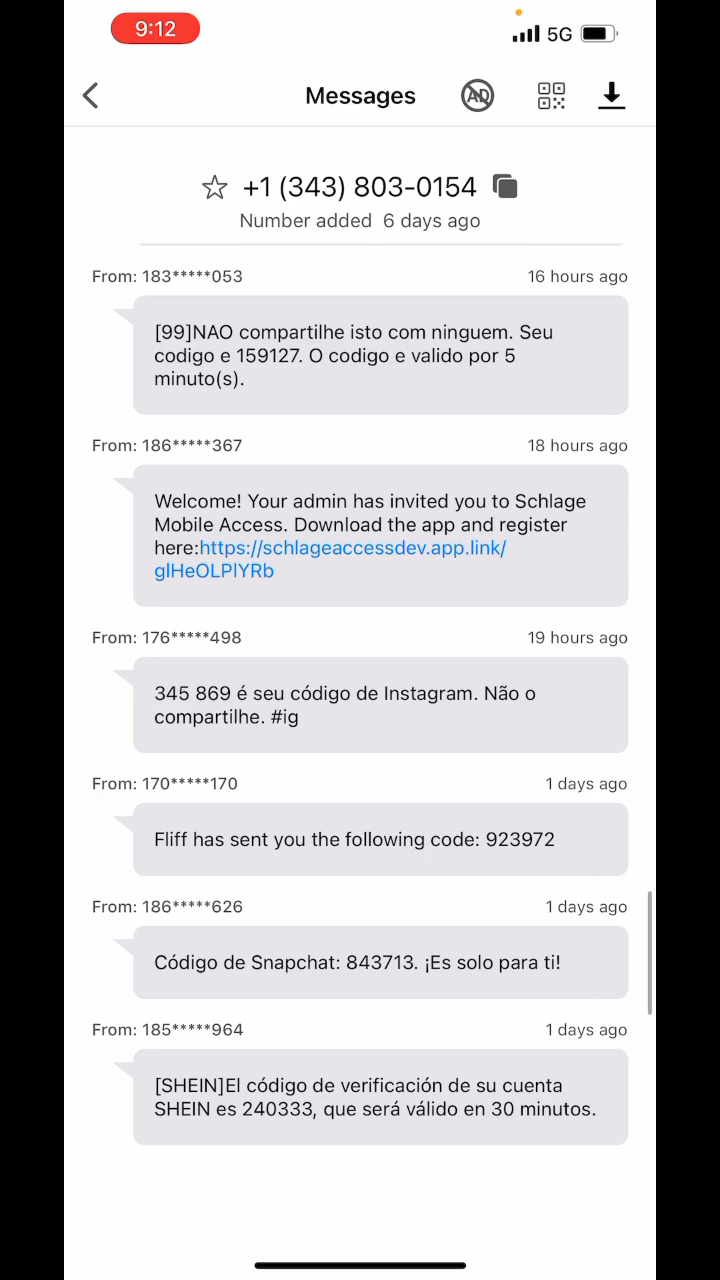 9:12
5G
Messages
AD
+1 (343) 803-0154
Number added 6 days ago
From: 183*****053
16 hours ago
[99]NAO compartilhe isto com ninguem. Seu
codigo e 159127. O codigo e valido por 5
minuto(s).
From: 186*****367
18 hours ago
Welcome! Your admin has invited you to Schlage
Mobile Access. Download the app and register
here:https://schlageaccessdev.app.link/
glHeOLPlYRb
From: 176*****498
19 hours ago
345 869 é seu código de Instagram. Não o
compartilhe. #ig
From: 170*****170
1 days ago
Fliff has sent you the following code: 923972
From: 186*****626
1 days ago
Código de Snapchat: 843713. ¡Es solo para ti!
From: 185*****964
1 days ago
[SHEIN]El código de verificación de su cuenta
SHEIN es 240333, que será válido en 30 minutos.